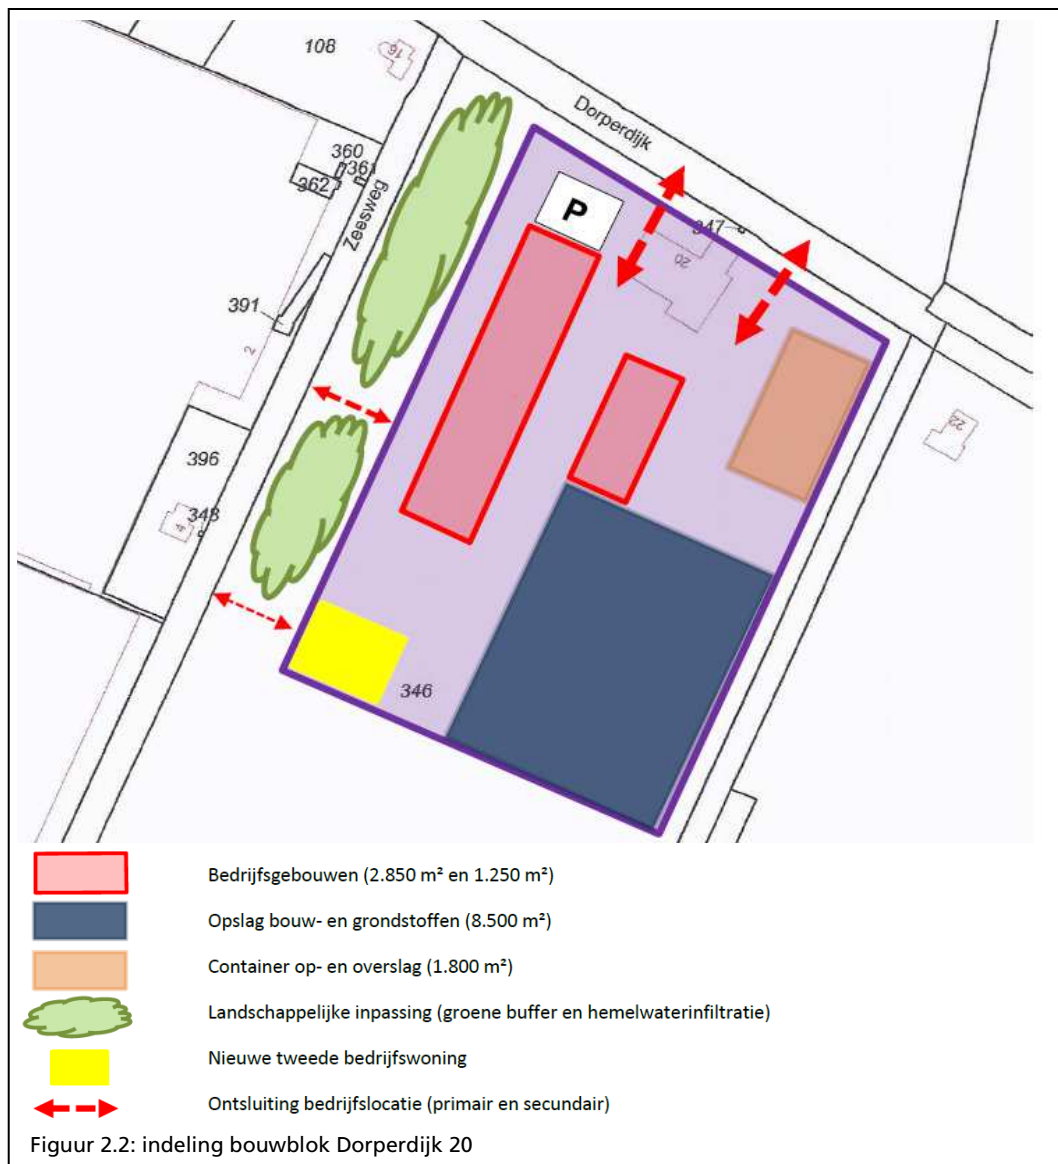 108
16
Dorperdijk
360
361
362
Zeesweg
P
347
20
391
2
22
396
348
4
346
Bedrijfsgebouwen (2.850 m² en 1.250 m²)
Opslag bouw- en grondstoffen (8.500 m²)
Container op- en overslag (1.800 m²)
Landschappelijke inpassing (groene buffer en hemelwaterinfiltratie)
Nieuwe tweede bedrijfswoning
Ontsluiting bedrijfslocatie (primair en secundair)
Figuur 2.2: indeling bouwblok Dorperdijk 20